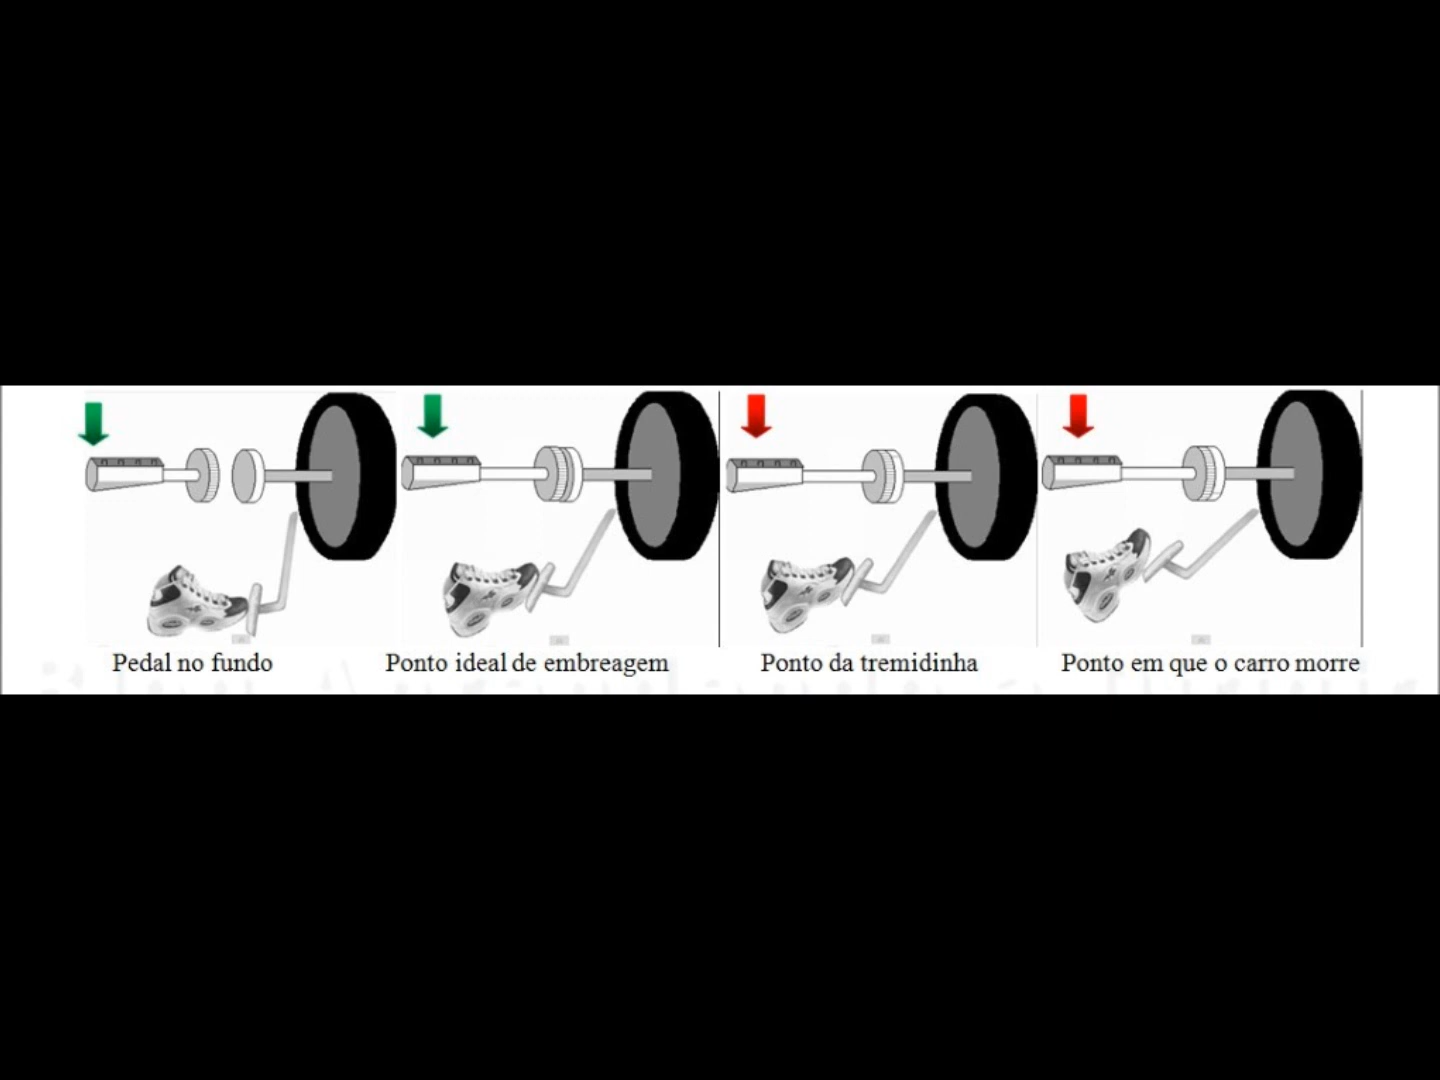 Pedal no fundo
Ponto ideal de embreagem
Ponto da tremidinha
Ponto em que o carro morre